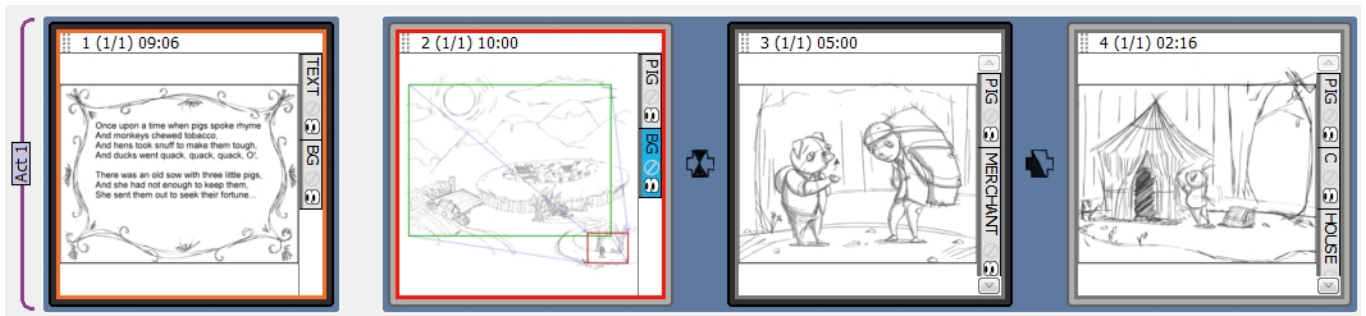 Act 1
1 (1/1) 09:06
TEXT
BG
Once upon a time when pigs spoke rhyme
And monkeys chewed tobacco,
And hens took snuff to make them tough,
And ducks went quack, quack, quack, O!,
There was an old sow with three little pigs,
And she had not enough to keep them,
She sent them out to seek their fortune...
2 (1/1) 10:00
PIG
BG
3 (1/1) 05:00
PIG
MERCHANT
4 (1/1) 02:16
PIG
C
HOUSE